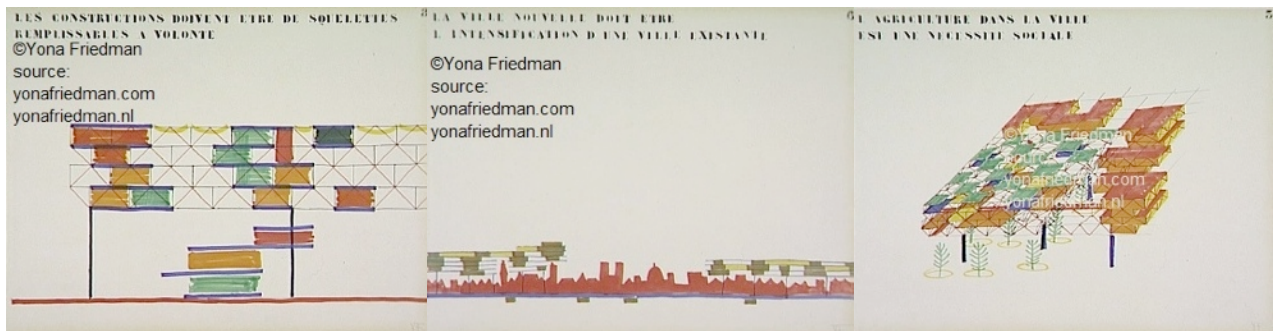 LES CONSTRUCTIONS DOIVENT ETRE DE SQUELETTES
REMPLISSABLES A VOLONTE
©Yona Friedman
source:
yonafriedman.com
yonafriedman.nl
LA VILLE NOUVELLE DOIT ETRE
L INTENSIFICATION D UNE VILLE EXISTANTE
©Yona Friedman
source:
yonafriedman.com
yonafriedman.nl
L AGRICULTURE DANS LA VILLE
EST UNE NECESSITE SOCIALE
©Yona Friedman
source:
yonafriedman.com
yonafriedman.nl